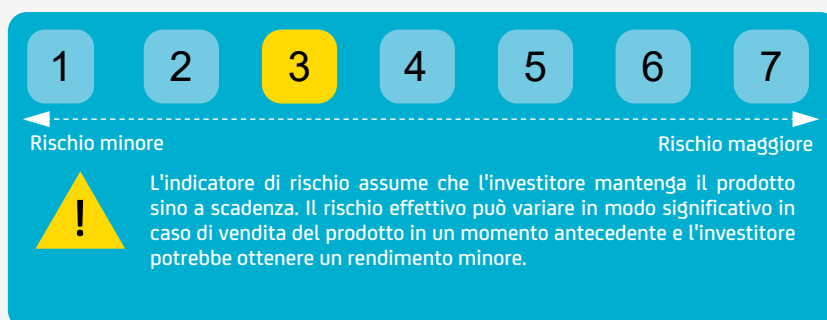 1 2 3 4 5 6 7
Rischio minore Rischio maggiore
! L'indicatore di rischio assume che l'investitore mantenga il prodotto
sino a scadenza. Il rischio effettivo può variare in modo significativo in
caso di vendita del prodotto in un momento antecedente e l'investitore
potrebbe ottenere un rendimento minore.